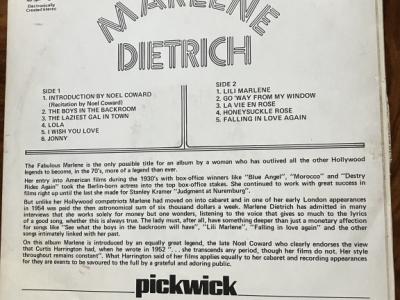 Electronically
Created Stereo
MARLENE
DIETRICH
SIDE 1
1. INTRODUCTION BY NOEL COWARD
(Recitation by Noel Coward)
2. THE BOYS IN THE BACKROOM
3. THE LAZIEST GAL IN TOWN
4. LOLA
5. I WISH YOU LOVE
6. JONNY
SIDE 2
1. LILI MARLENE
2. GO 'WAY FROM MY WINDOW
3. LA VIE EN ROSE
4. HONEYSUCKLE ROSE
5. FALLING IN LOVE AGAIN
The Fabulous Marlene is the only possible title for an album by a woman who has outlived all the other Hollywood
legends to become, in the 70's, more of a legend than ever.
Her entry into American films during the 1930's with box-office winners like "Blue Angel", "Morocco" and "Destry
Rides Again" took the Berlin-born actress into the top box-office stakes. She continued to work with great success in
films right up until the last she made for Stanley Kramer "Judgment at Nuremburg".
But unlike her Hollywood competrots Marlene had moved on into cabaret and in one of her early London appearances
in 1954 was paid the then astronomical sum of six thousand dollars a week. Marlene Dietrich has admitted in many
interviews that she works solely for money but one wonders, listening to the voice that gives so much to the lyrics
of a good song, whether this is always true. The lady must, after all, have something deeper than just a monetary affection
for songs like "See what the boys in the backroom will have", "Lili Marlene", "Falling in love again" and the other
songs intimately linked with her past.
On this album Marlene is introduced by an equally great legend, the late Noel Coward who clearly endorses the view
that Curtis Harrington had, when he wrote in 1952 ". . she transcends any period, though her films do not. Her style
throughout remains constant". What Harrington said of her films applies equally to her cabaret and recording appearances
for they are events to be savoured to the full by a grateful and adoring public.
pickwick